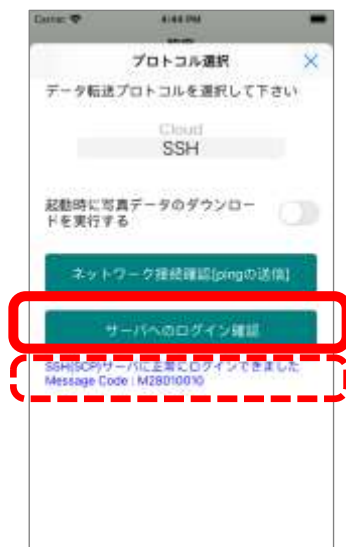 Carrier
4:44 PM
プロトコル選択
データ転送プロトコルを選択して下さい
Cloud
SSH
起動時に写真データのダウンロー
ドを実行する
ネットワーク接続確認(pingの送信)
サーバへのログイン確認
SSH(SCP)サーバに正常にログインできました
Message Code : M28010010